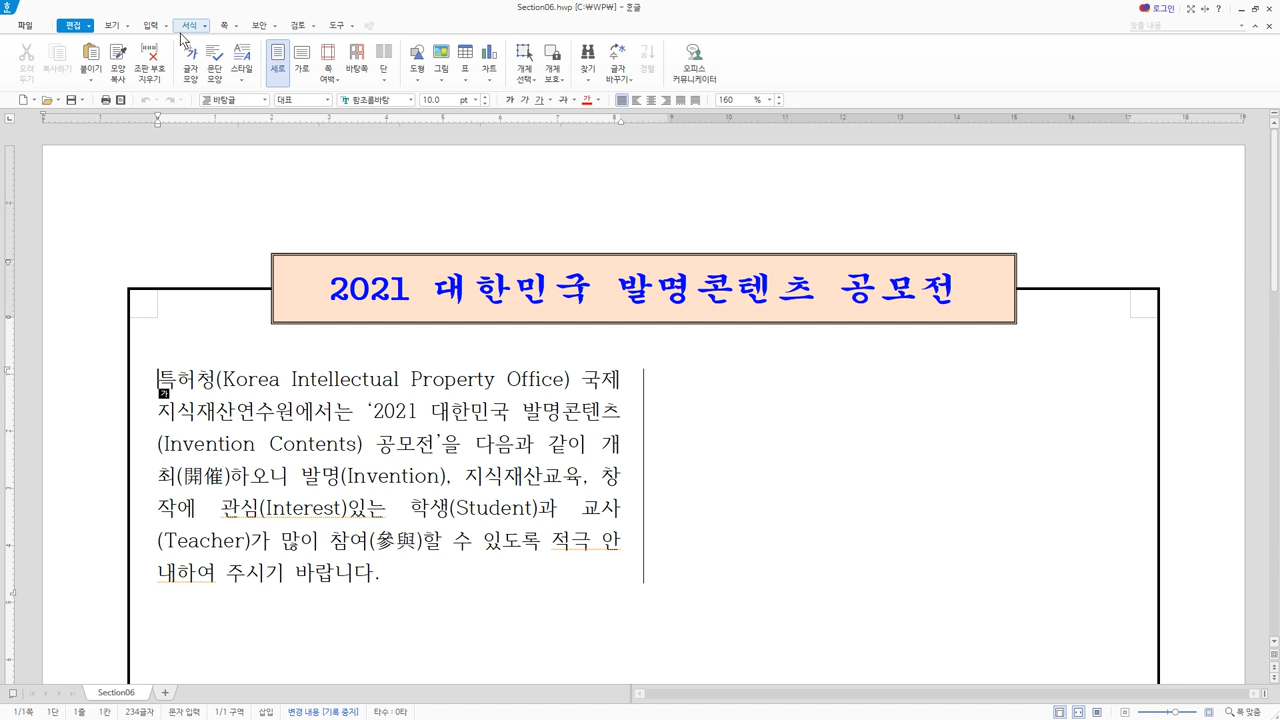 Section06.hwp [C:₩WP₩] - 훈글
로그인
파일 편집 보기 입력 서식 쪽 보안 검토 도구
찾을 내용
오려 두기 복사하기 붙이기 모양 복사 조판 부호 지우기 글자 모양 문단 모양 스타일 세로 가로 쪽 여백 바탕쪽 단 도형 그림 표 차트 개체 선택 개체 보호 찾기 글자 바꾸기 정렬 오피스 커뮤니케이터
바탕글 대표 함초롬바탕 10.0 pt 가 가 가 가 가 160 %
2021 대한민국 발명콘텐츠 공모전
특허청(Korea Intellectual Property Office) 국제
지식재산연수원에서는 ‘2021 대한민국 발명콘텐츠
(Invention Contents) 공모전’을 다음과 같이 개
최(開催)하오니 발명(Invention), 지식재산교육, 창
작에 관심(Interest)있는 학생(Student)과 교사
(Teacher)가 많이 참여(參與)할 수 있도록 적극 안
내하여 주시기 바랍니다.
Section06
1/1쪽 1단 1줄 1칸 234글자 문자 입력 1/1 구역 삽입 변경 내용 [기록 중지] 타수 : 0타 쪽 맞춤